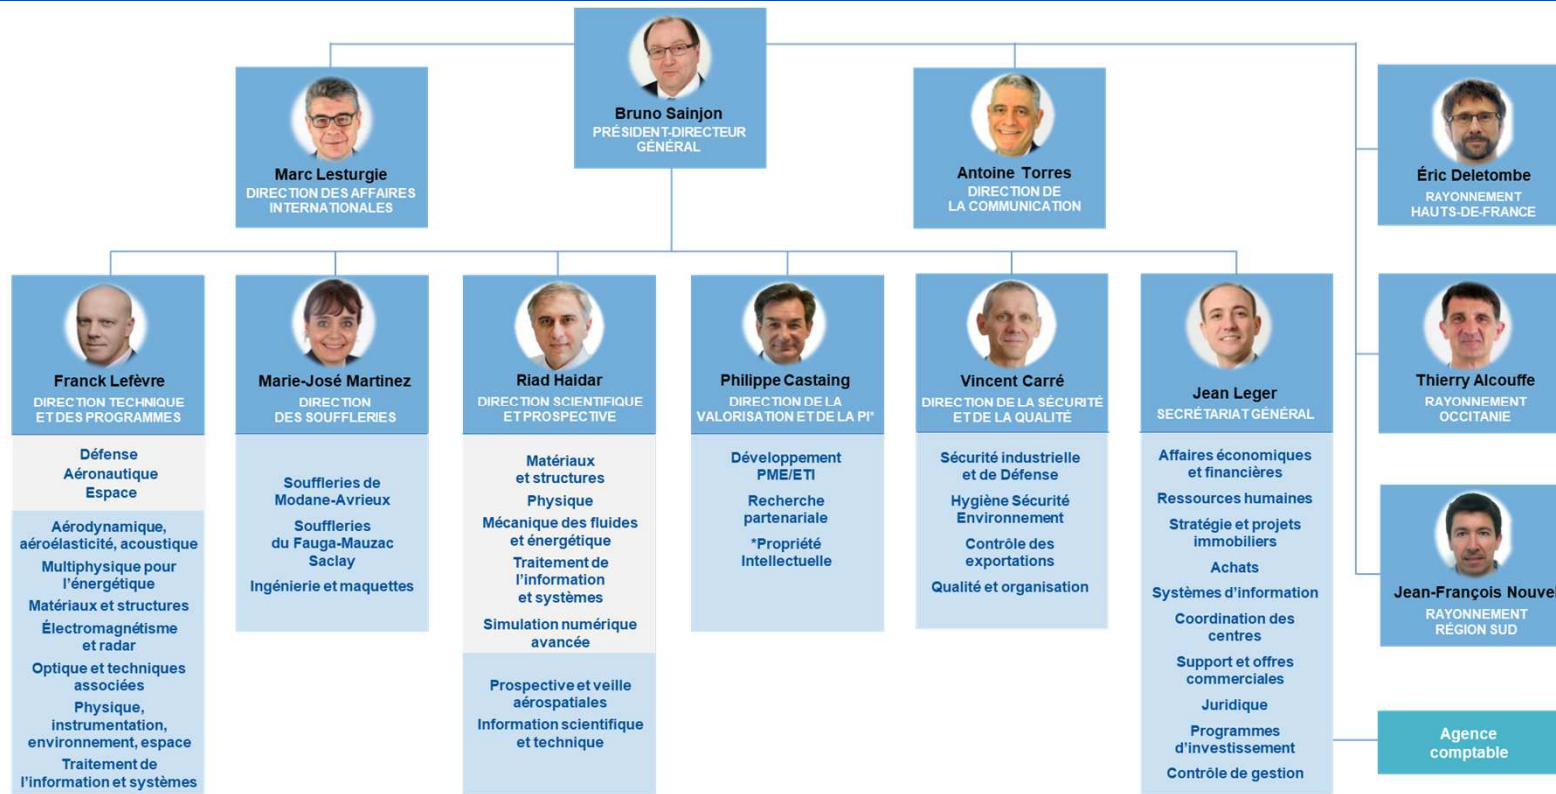 Bruno Sainjon
PRÉSIDENT-DIRECTEUR
GÉNÉRAL
Marc Lesturgie
DIRECTION DES AFFAIRES
INTERNATIONALES
Antoine Torres
DIRECTION DE
LA COMMUNICATION
Éric Deletombe
RAYONNEMENT
HAUTS-DE-FRANCE
Franck Lefèvre
DIRECTION TECHNIQUE
ET DES PROGRAMMES
Défense
Aéronautique
Espace
Aérodynamique,
aéroélasticité, acoustique
Multiphysique pour
l'énergétique
Matériaux et structures
Électromagnétisme
et radar
Optique et techniques
associées
Physique,
instrumentation,
environnement, espace
Traitement de
l'information et systèmes
Marie-José Martinez
DIRECTION
DES SOUFFLERIES
Souffleries de
Modane-Avrieux
Souffleries
du Fauga-Mauzac
Saclay
Ingénierie et maquettes
Riad Haidar
DIRECTION SCIENTIFIQUE
ET PROSPECTIVE
Matériaux
et structures
Physique
Mécanique des fluides
et énergétique
Traitement de
l'information
et systèmes
Simulation numérique
avancée
Prospective et veille
aérospatiales
Information scientifique
et technique
Philippe Castaing
DIRECTION DE LA
VALORISATION ET DE LA PI*
Développement
PME/ETI
Recherche
partenariale
*Propriété
Intellectuelle
Vincent Carré
DIRECTION DE LA SÉCURITÉ
ET DE LA QUALITÉ
Sécurité industrielle
et de Défense
Hygiène Sécurité
Environnement
Contrôle des
exportations
Qualité et organisation
Jean Leger
SECRÉTARIAT GÉNÉRAL
Affaires économiques
et financières
Ressources humaines
Stratégie et projets
immobiliers
Achats
Systèmes d'information
Coordination des
centres
Support et offres
commerciales
Juridique
Programmes
d'investissement
Contrôle de gestion
Thierry Alcouffe
RAYONNEMENT
OCCITANIE
Jean-François Nouvel
RAYONNEMENT
RÉGION SUD
Agence
comptable